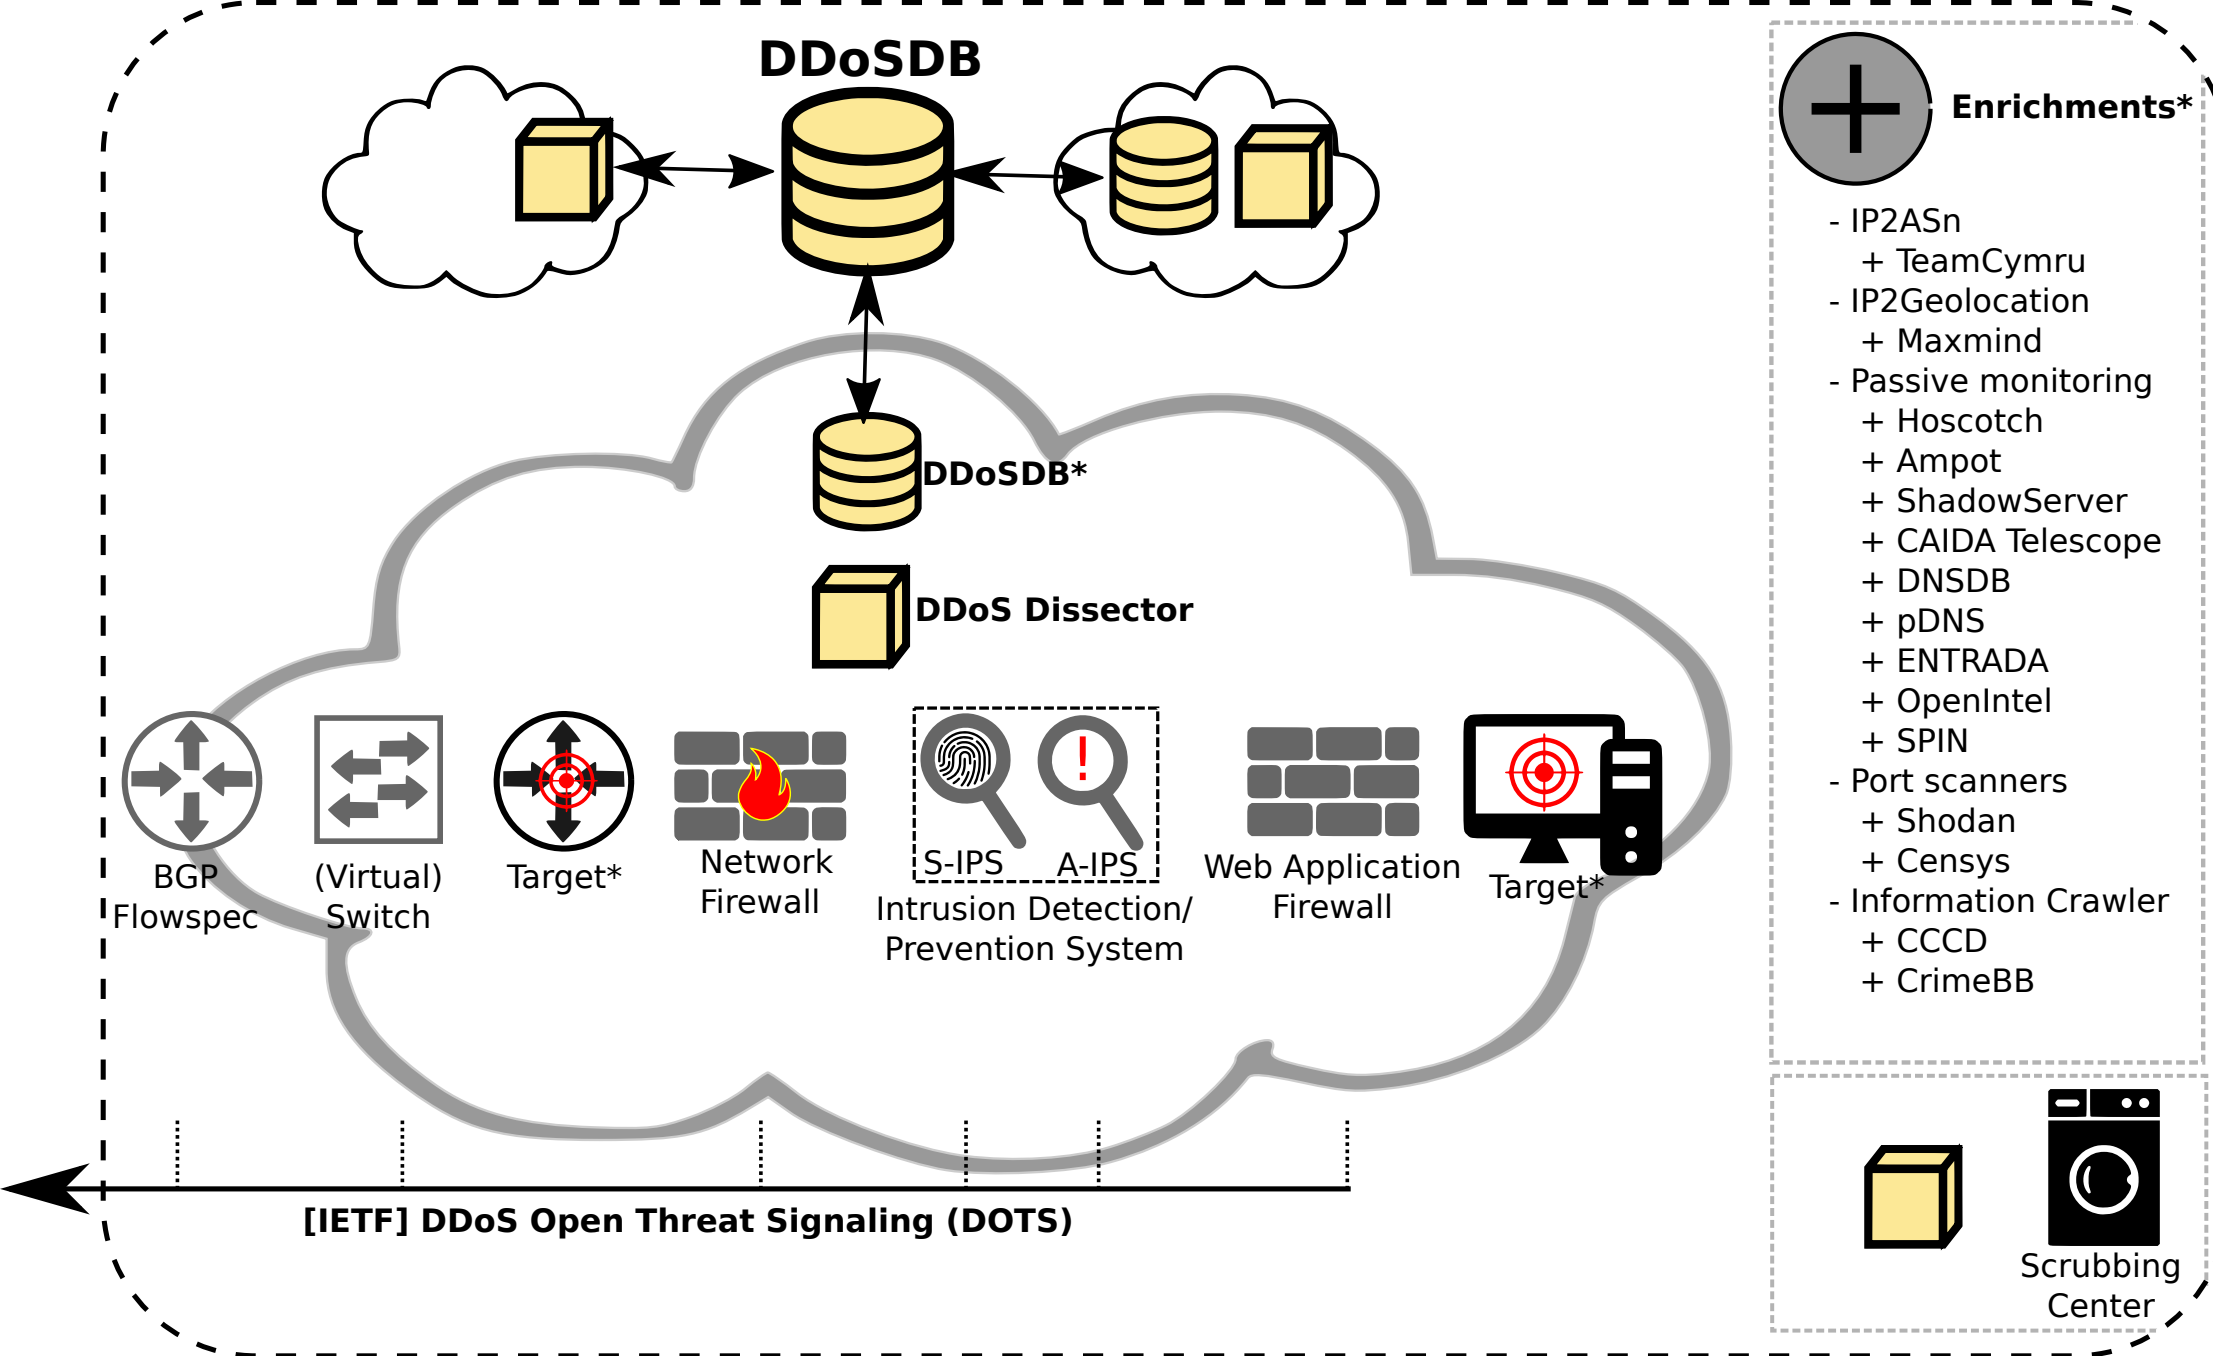 DDoSDB
Enrichments*
- IP2ASn
+ TeamCymru
- IP2Geolocation
+ Maxmind
- Passive monitoring
+ Hoscotch
+ Ampot
+ ShadowServer
+ CAIDA Telescope
+ DNSDB
+ pDNS
+ ENTRADA
+ OpenIntel
+ SPIN
- Port scanners
+ Shodan
+ Censys
- Information Crawler
+ CCCD
+ CrimeBB
DDoSDB*
DDoS Dissector
BGP
Flowspec
(Virtual)
Switch
Target*
Network
Firewall
!
S-IPS
A-IPS
Intrusion Detection/
Prevention System
Web Application
Firewall
Target*
[IETF] DDoS Open Threat Signaling (DOTS)
Scrubbing
Center